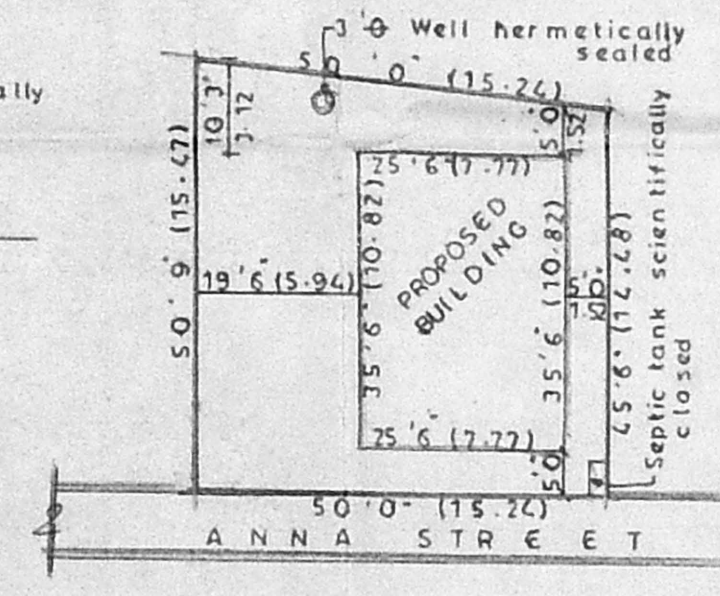 3'0 Well hermetically
sealed
ally
50'0" (15.24)
10'3"
3.12
5'0"
1.52
50'9" (15.47)
25'6" (7.77)
19'6" (5.94)
35'6" (10.82)
PROPOSED
BUILDING
35'6" (10.82)
5'0"
1.52
45'8" (14.48)
Septic tank scientifically
closed
25'6" (7.77)
5'0
50'0" (15.24)
ANNA STREET